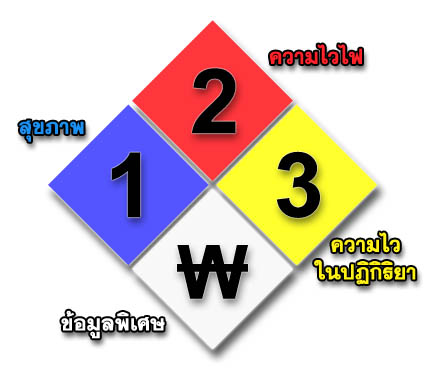 ความไวไฟ
2
สุขภาพ
1
3
ความไว
ในปฏิกิริยา
W
ข้อมูลพิเศษ